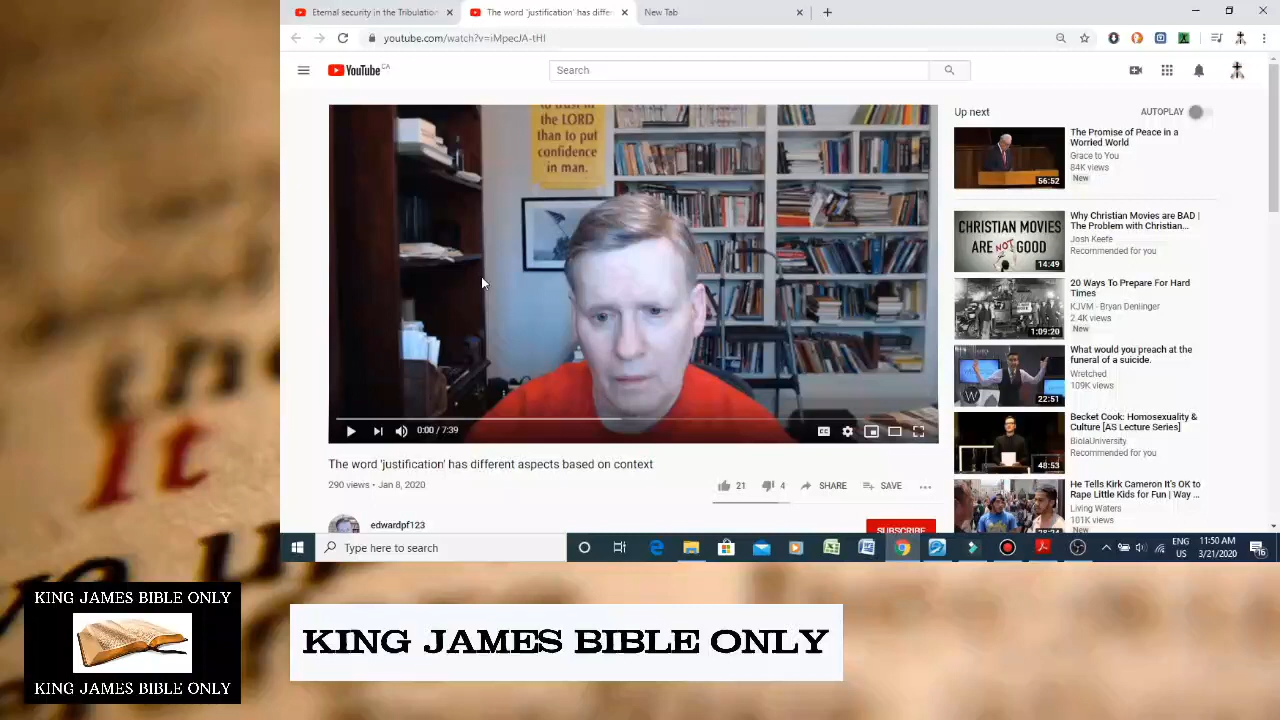 Eternal security in the Tribulation
The word 'justification' has diffe
New Tab
youtube.com/watch?v=iMpecJA-tHI
YouTube CA
Search
to trust in
the LORD
than to put
confidence
in man.
0:00 / 7:39
CC
The word 'justification' has different aspects based on context
290 views • Jan 8, 2020
21
4
SHARE
SAVE
edwardpf123
SUBSCRIBE
Up next
AUTOPLAY
56:52
The Promise of Peace in a
Worried World
Grace to You
84K views
New
CHRISTIAN MOVIES
ARE NOT GOOD
14:49
Why Christian Movies are BAD |
The Problem with Christian...
Josh Keefe
Recommended for you
1:09:20
20 Ways To Prepare For Hard
Times
KJVM - Bryan Denlinger
2.4K views
New
W
22:51
What would you preach at the
funeral of a suicide.
Wretched
109K views
48:53
Becket Cook: Homosexuality &
Culture [AS Lecture Series]
BiolaUniversity
Recommended for you
28:24
He Tells Kirk Cameron It's OK to
Rape Little Kids for Fun | Way ...
Living Waters
101K views
New
Type here to search
ENG
US
11:50 AM
3/21/2020
16
It
KING JAMES BIBLE ONLY
KING JAMES BIBLE ONLY
KING JAMES BIBLE ONLY